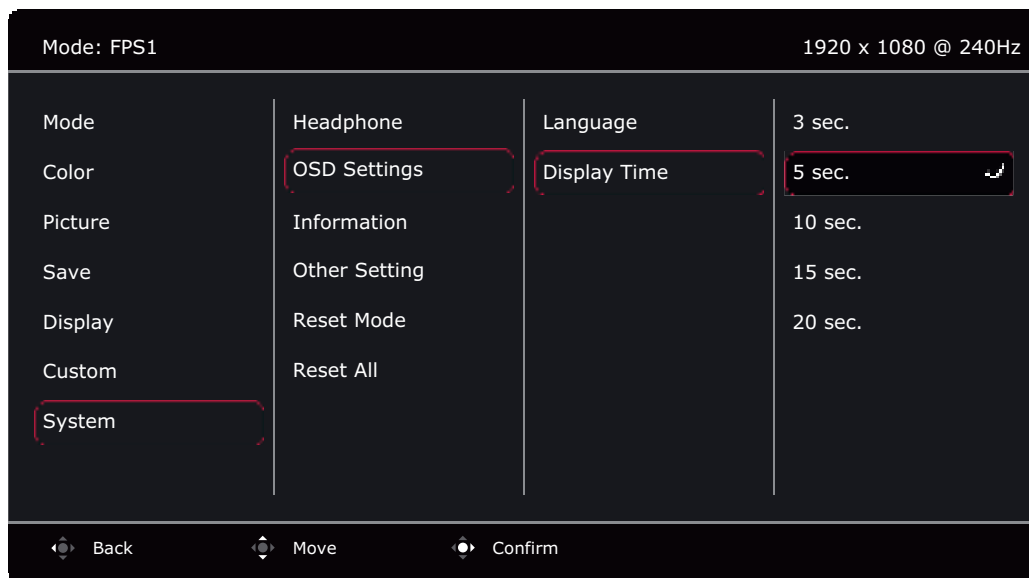 Mode: FPS1
1920 x 1080 @ 240Hz
Mode
Color
Picture
Save
Display
Custom
System
Headphone
OSD Settings
Information
Other Setting
Reset Mode
Reset All
Language
Display Time
3 sec.
5 sec.
10 sec.
15 sec.
20 sec.
Back
Move
Confirm